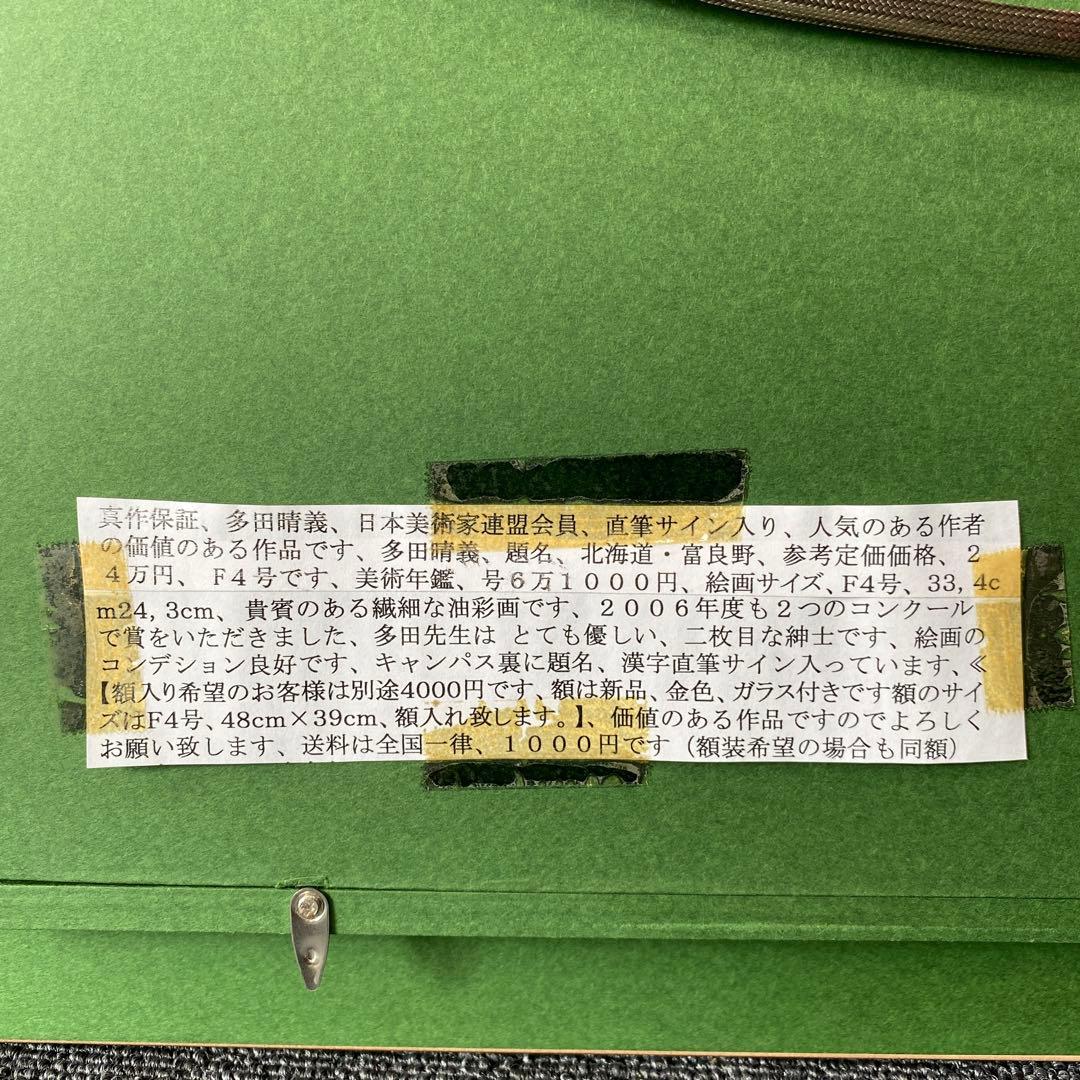 真作保証、多田晴義、日本美術家連盟会員、直筆サイン入り、人気のある作者
の価値のある作品です、多田晴義、題名、北海道・富良野、参考定価価格、２
４万円、 Ｆ４号です、美術年鑑、号６万１０００円、絵画サイズ、F4号、33, 4c
m24, 3cm、貴賓のある繊細な油彩画です、２００６年度も２つのコンクール
で賞をいただきました、多田先生は とても優しい、二枚目な紳士です、絵画の
コンデション良好です、キャンパス裏に題名、漢字直筆サイン入っています、≪
【額入り希望のお客様は別途4000円です、額は新品、金色、ガラス付きです額のサイ
ズはF4号、48cm×39cm、額入れ致します。】、価値のある作品ですのでよろしく
お願い致します、送料は全国一律、１０００円です（額装希望の場合も同額）